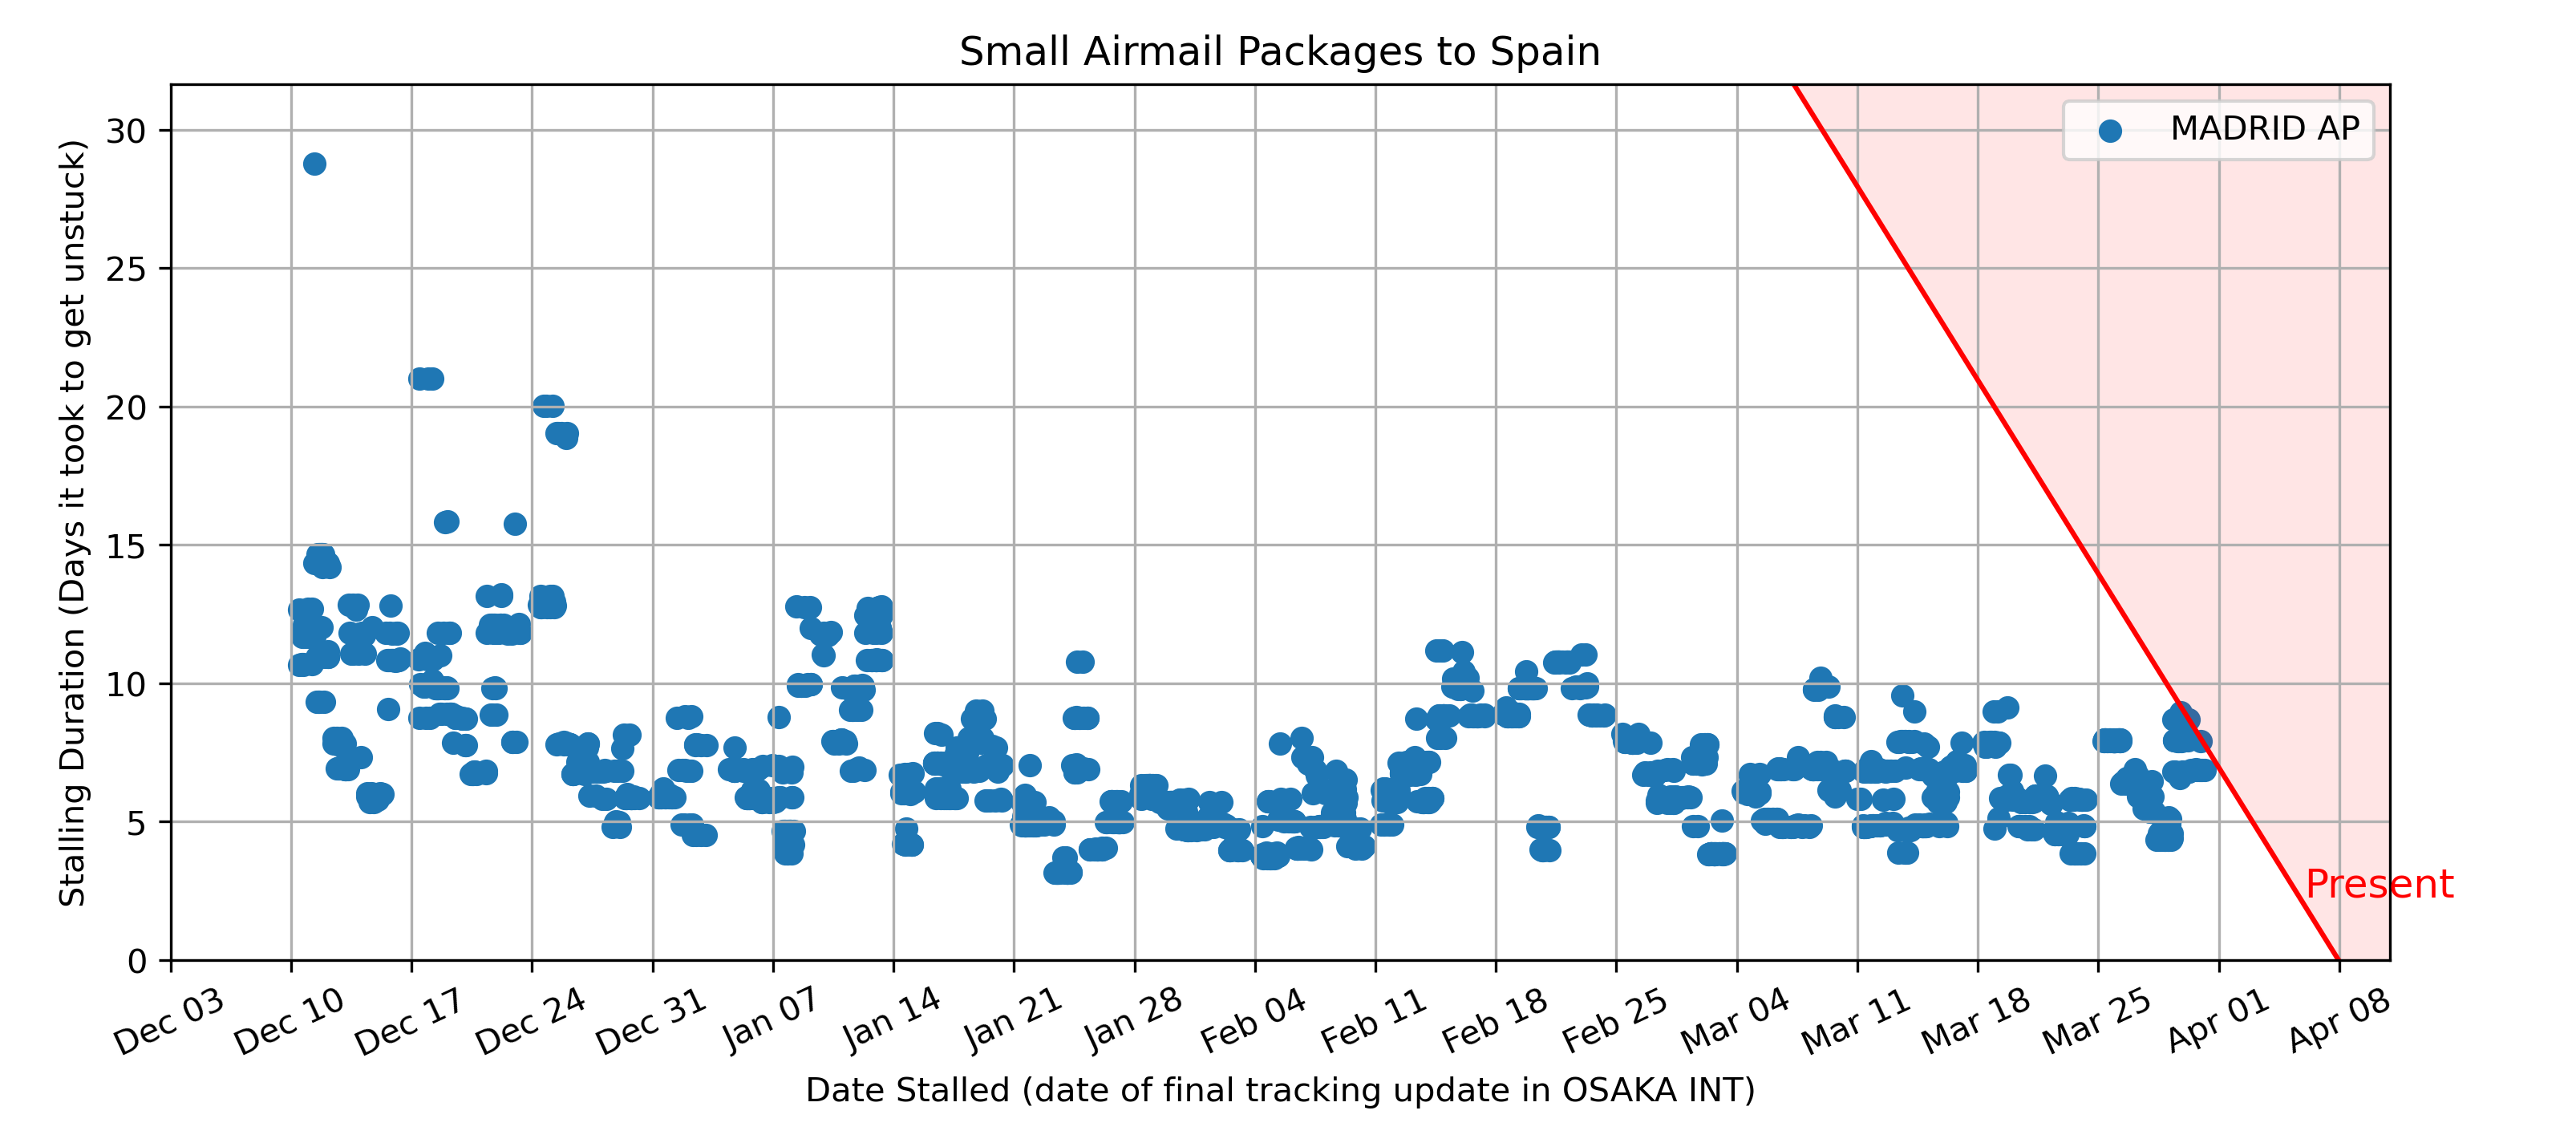 Small Airmail Packages to Spain
MADRID AP
Stalling Duration (Days it took to get unstuck)
30
25
20
15
10
5
0
Present
Dec 03
Dec 10
Dec 17
Dec 24
Dec 31
Jan 07
Jan 14
Jan 21
Jan 28
Feb 04
Feb 11
Feb 18
Feb 25
Mar 04
Mar 11
Mar 18
Mar 25
Apr 01
Apr 08
Date Stalled (date of final tracking update in OSAKA INT)